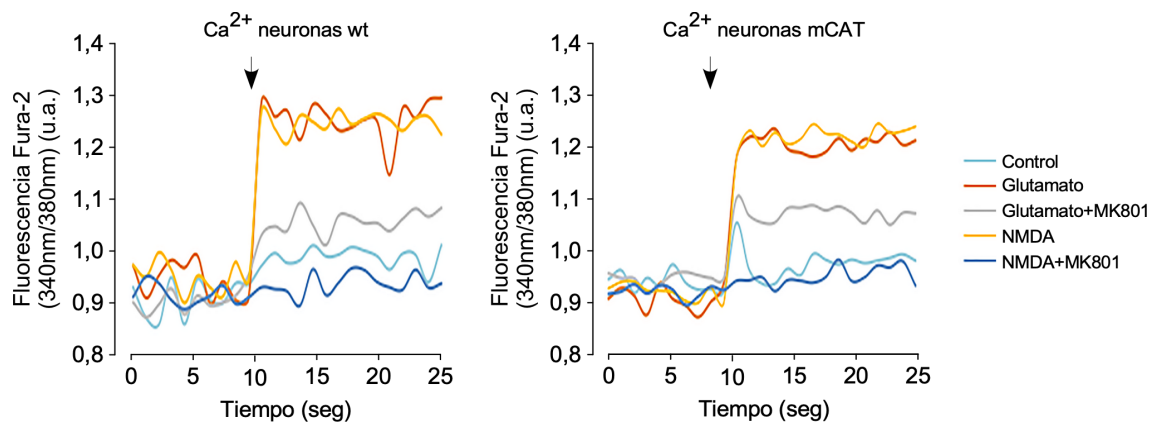 Ca2+ neuronas wt
1,4
1,3
1,2
1,1
1,0
0,9
0,8
Fluorescencia Fura-2
(340nm/380nm) (u.a.)
0 5 10 15 20 25
Tiempo (seg)
Ca2+ neuronas mCAT
1,4
1,3
1,2
1,1
1,0
0,9
0,8
Fluorescencia Fura-2
(340nm/380nm) (u.a.)
0 5 10 15 20 25
Tiempo (seg)
Control
Glutamato
Glutamato+MK801
NMDA
NMDA+MK801